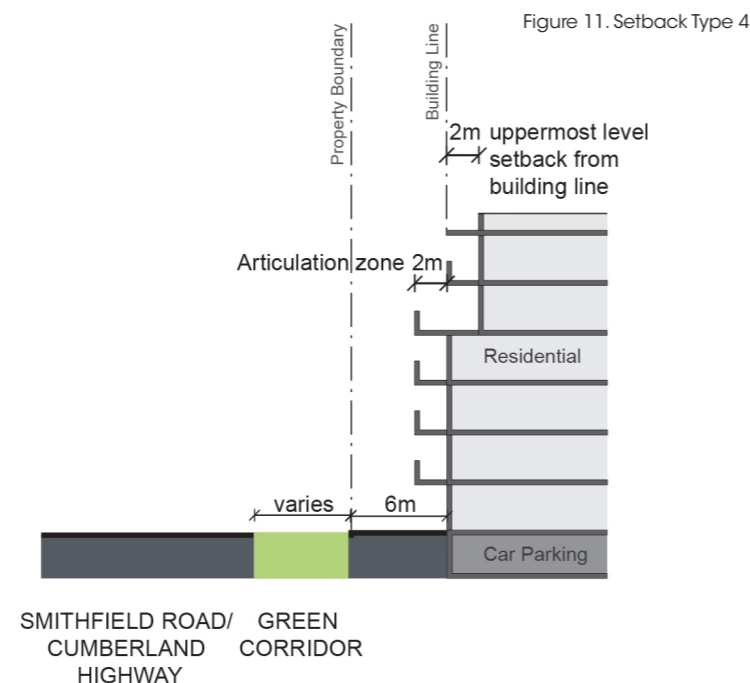 Figure 11. Setback Type 4
Property Boundary
Building Line
2m uppermost level
setback from
building line
Articulation zone 2m
Residential
varies
6m
Car Parking
SMITHFIELD ROAD/
CUMBERLAND
HIGHWAY
GREEN
CORRIDOR